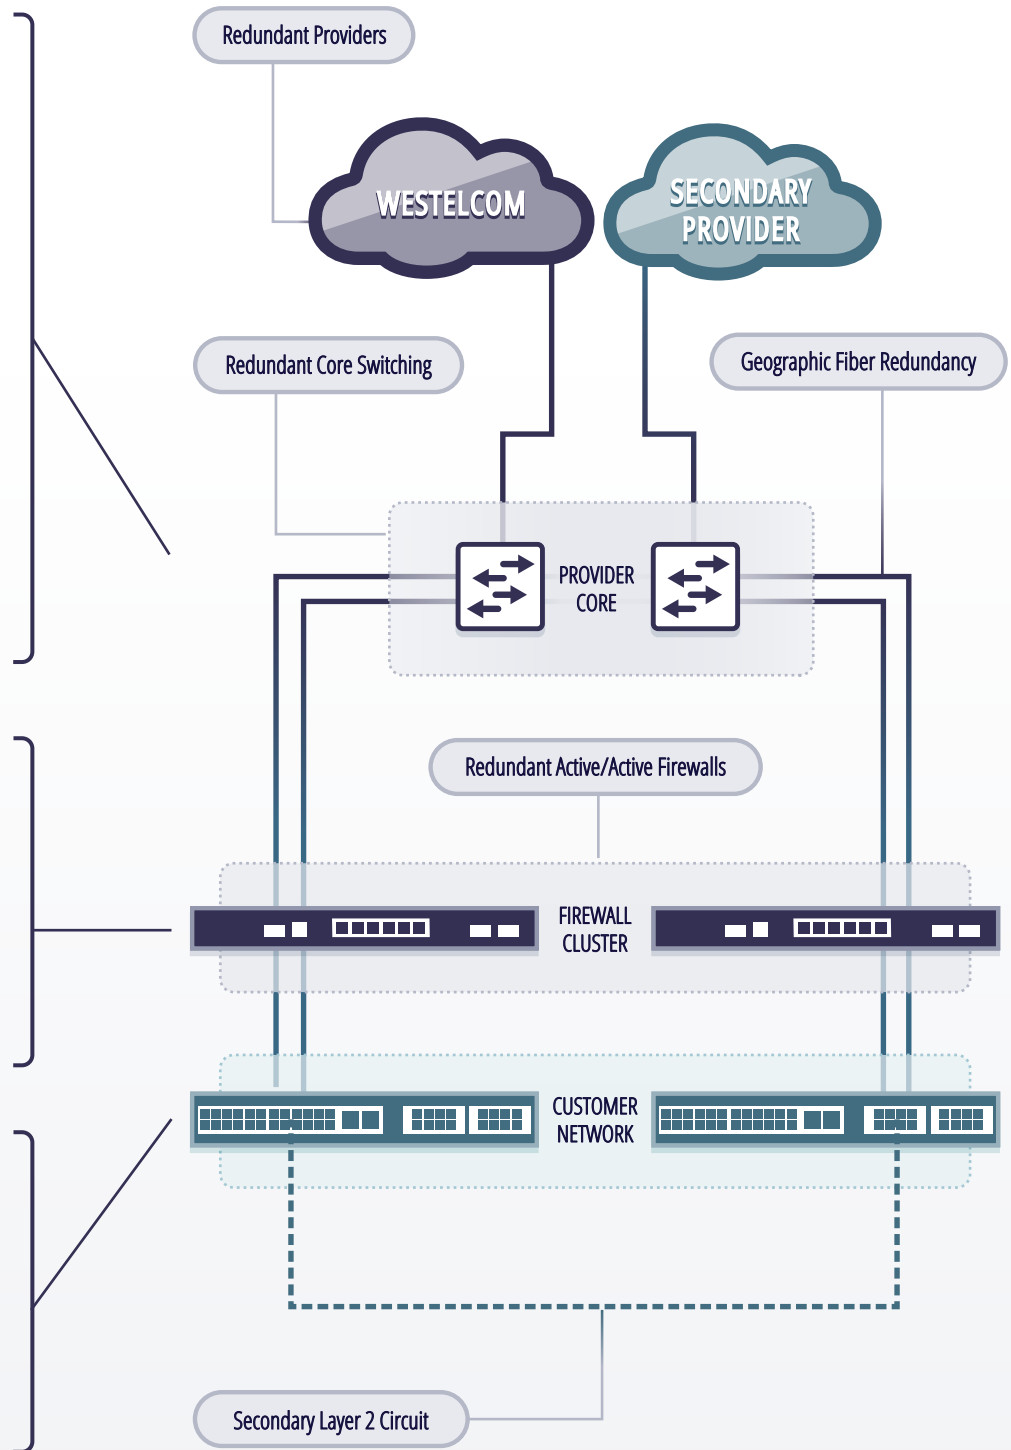 Redundant Providers
WESTELCOM
SECONDARY
PROVIDER
Redundant Core Switching
Geographic Fiber Redundancy
PROVIDER
CORE
Redundant Active/Active Firewalls
FIREWALL
CLUSTER
CUSTOMER
NETWORK
Secondary Layer 2 Circuit